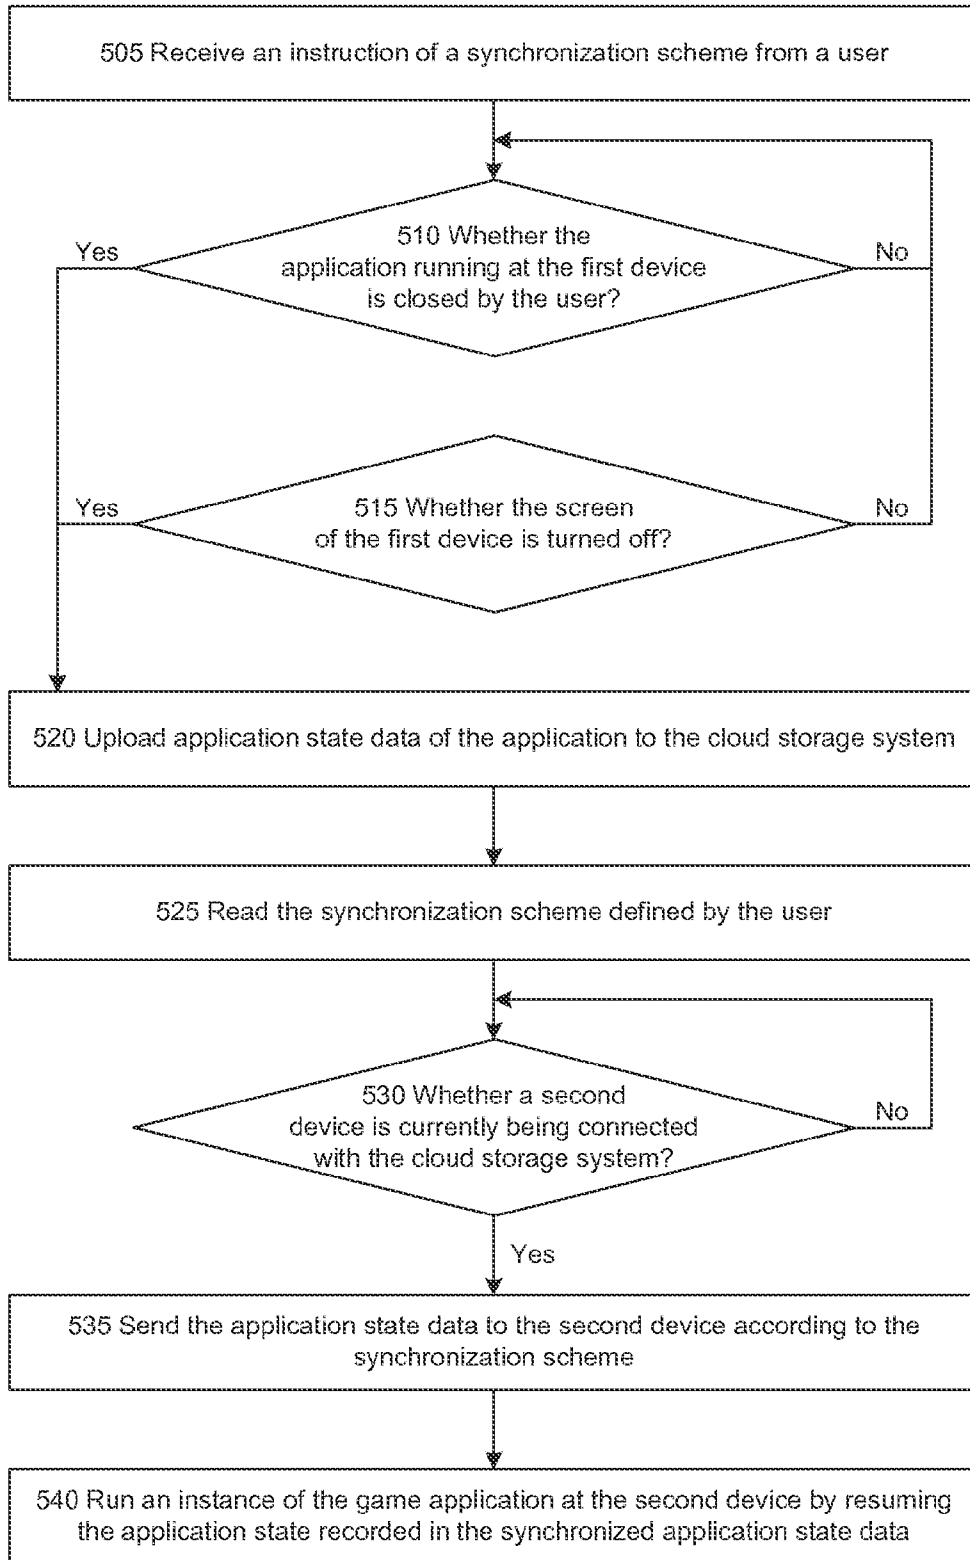 505 Receive an instruction of a synchronization scheme from a user
510 Whether the
application running at the first device
is closed by the user?
Yes
No
515 Whether the screen
of the first device is turned off?
Yes
No
520 Upload application state data of the application to the cloud storage system
525 Read the synchronization scheme defined by the user
530 Whether a second
device is currently being connected
with the cloud storage system?
No
Yes
535 Send the application state data to the second device according to the
synchronization scheme
540 Run an instance of the game application at the second device by resuming
the application state recorded in the synchronized application state data